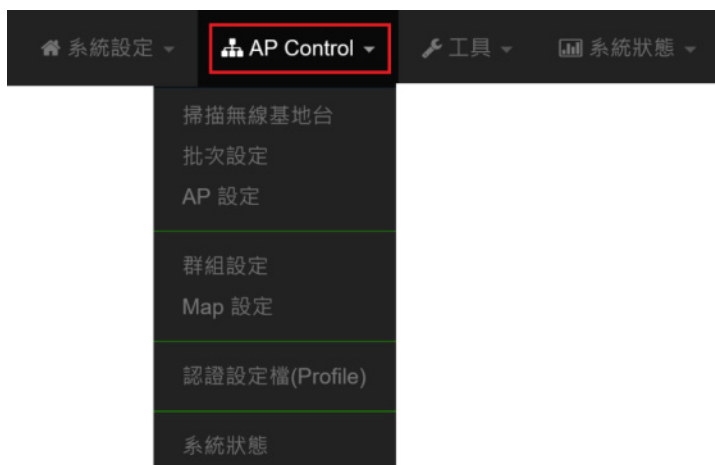 系統設定 AP Control 工具 系統狀態
掃描無線基地台
批次設定
AP 設定
群組設定
Map 設定
認證設定檔(Profile)
系統狀態